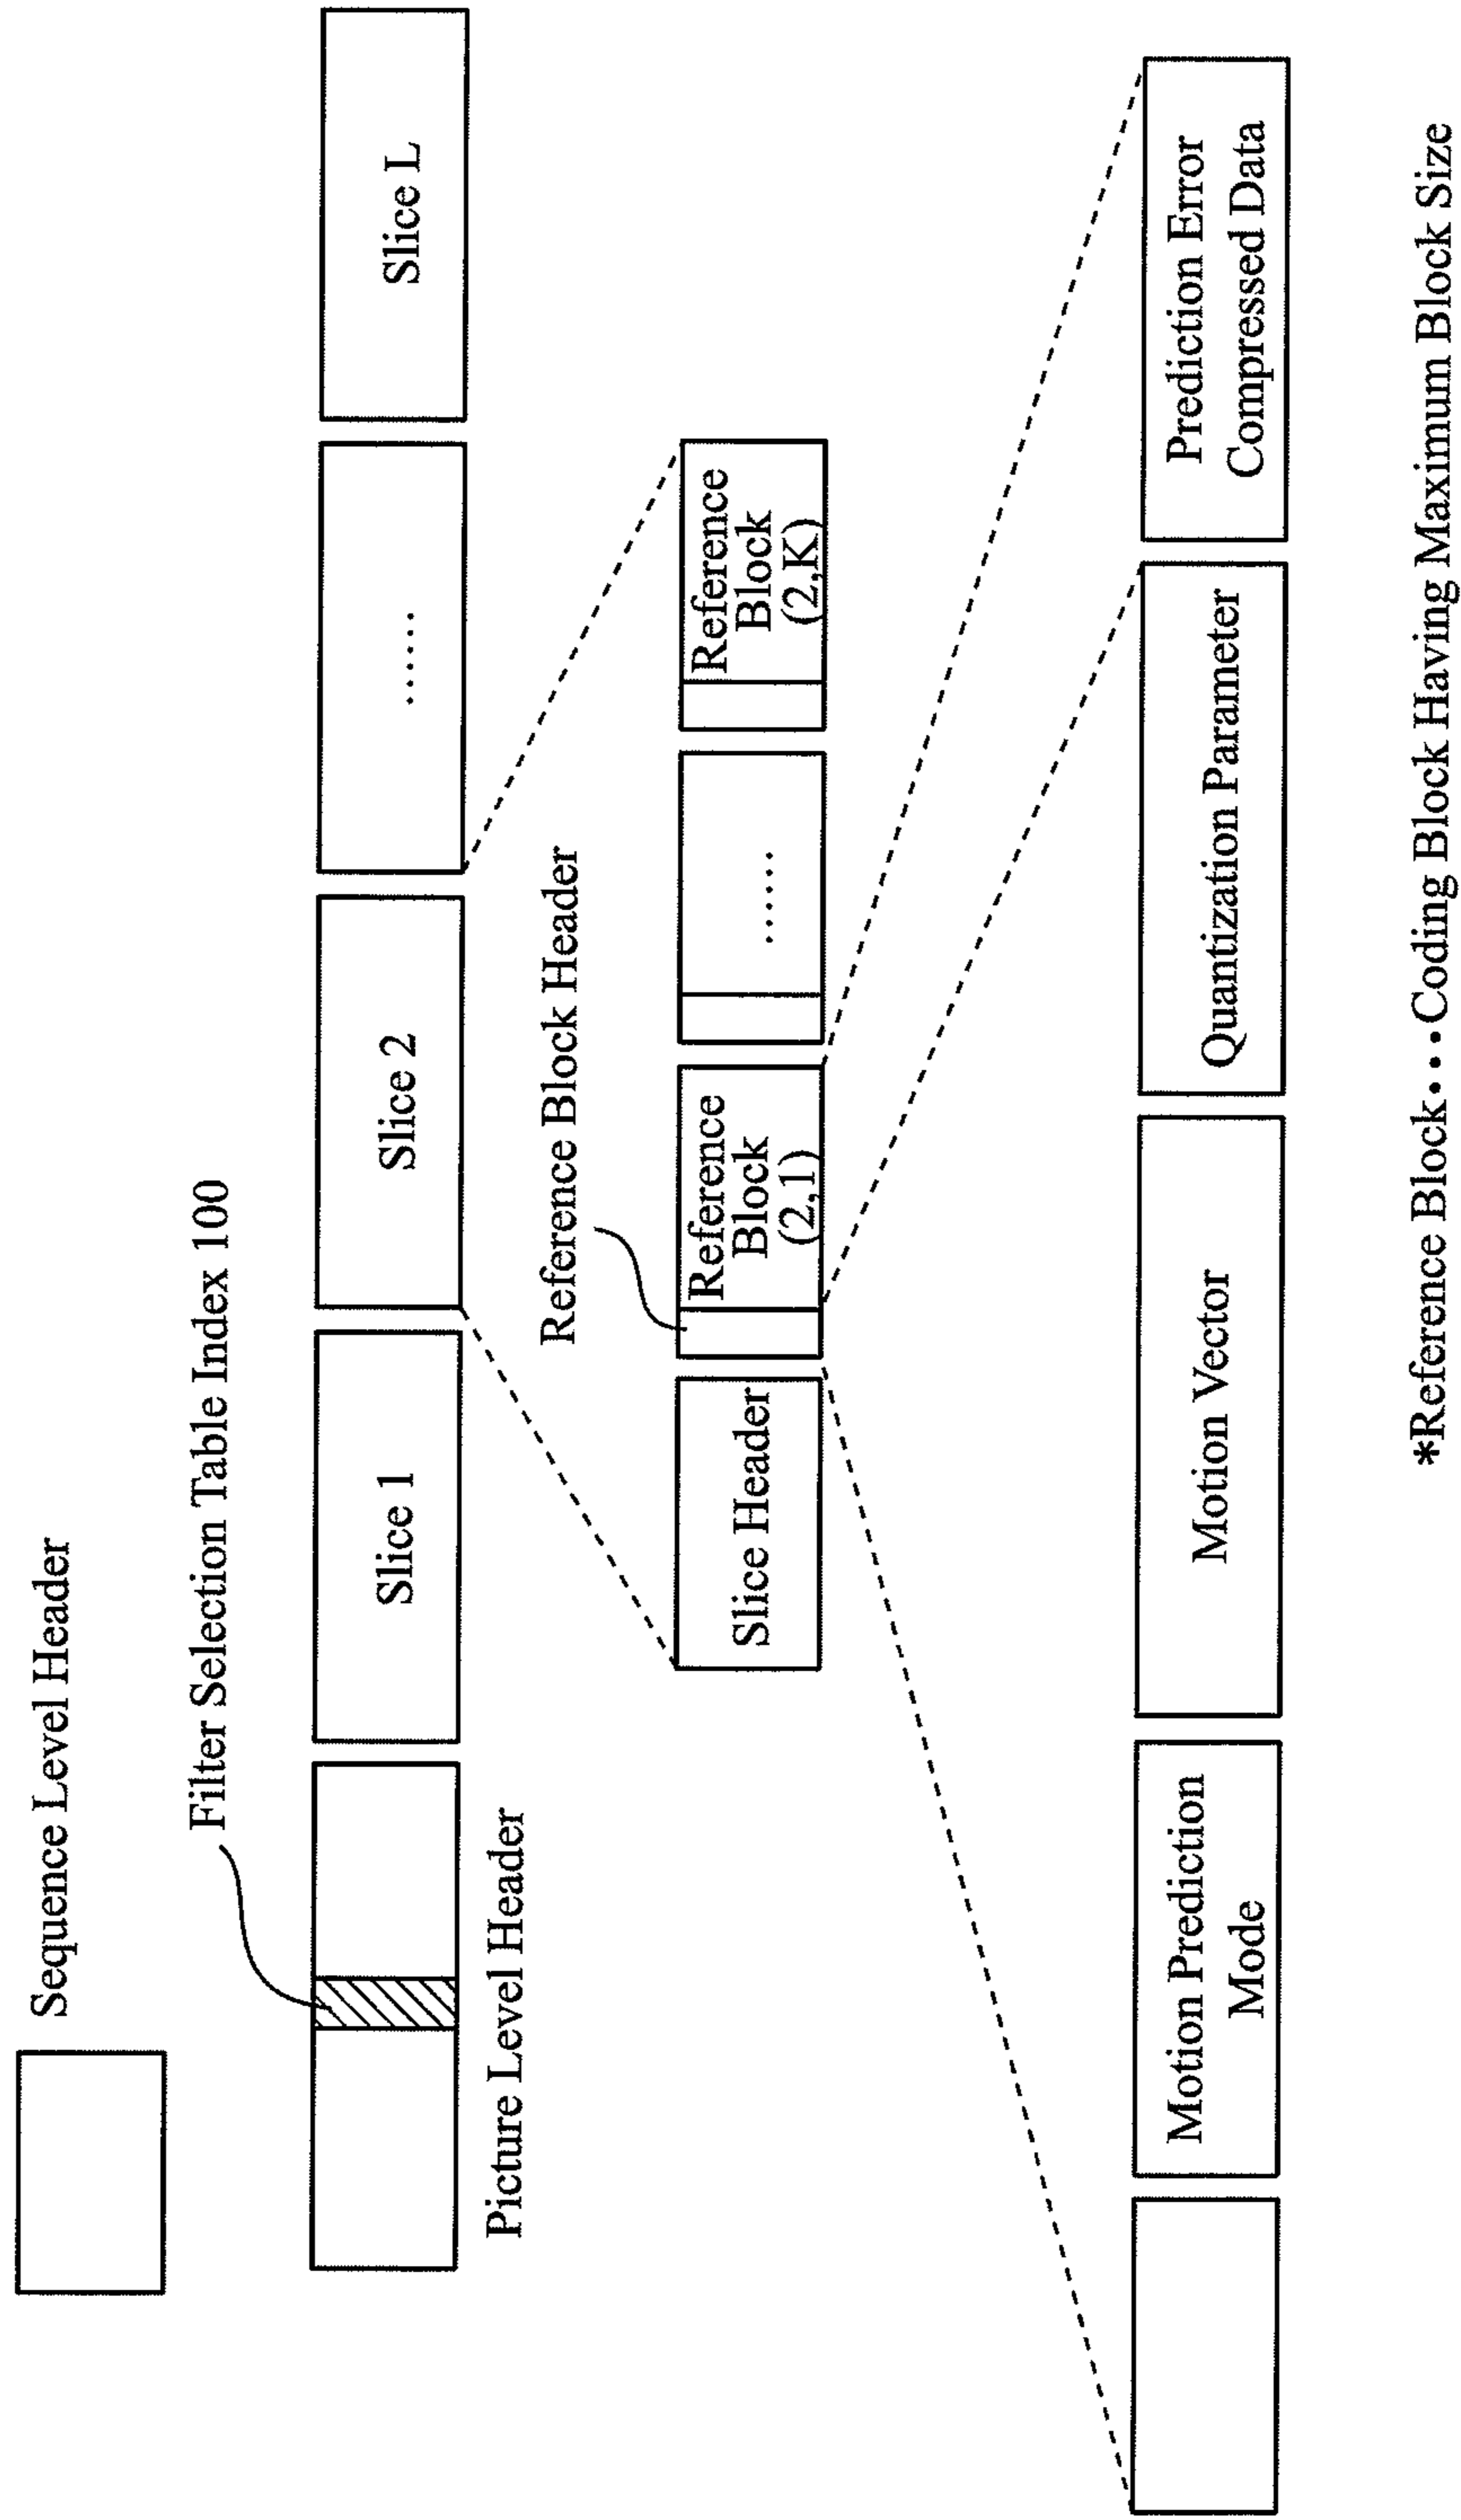 Sequence Level Header
Filter Selection Table Index 100
Slice 1
Slice 2
......
Slice L
Picture Level Header
Reference Block Header
Slice Header
Reference
Block
(2,1)
......
Reference
Block
(2,K)
Motion Prediction
Mode
Motion Vector
Quantization Parameter
Prediction Error
Compressed Data
*Reference Block•••Coding Block Having Maximum Block Size